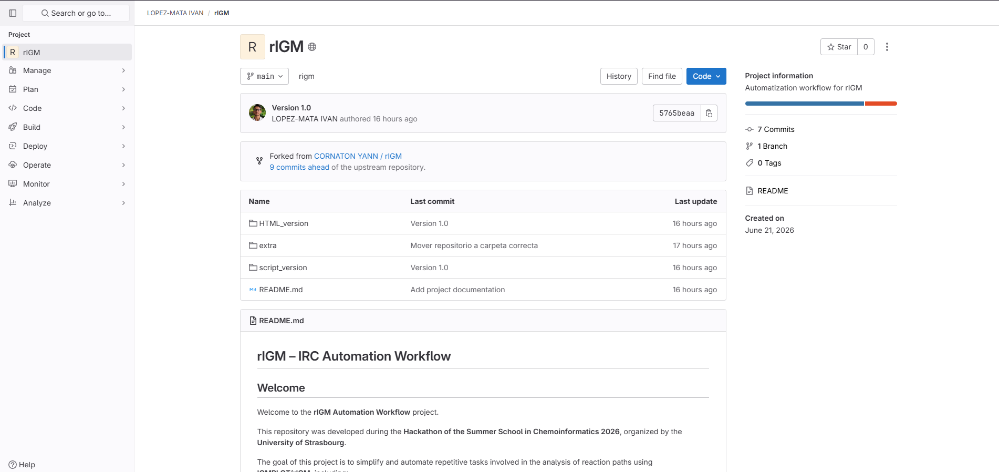 Search or go to...
LOPEZ-MATA IVAN / rIGM
Project
R rIGM
Manage
Plan
Code
Build
Deploy
Operate
Monitor
Analyze
Help
R rIGM
Star 0
main rigm
History Find file Code
Version 1.0
LOPEZ-MATA IVAN authored 16 hours ago
5765beaa
Forked from CORNATON YANN / rIGM
9 commits ahead of the upstream repository.
Name Last commit Last update
HTML_version Version 1.0 16 hours ago
extra Mover repositorio a carpeta correcta 17 hours ago
script_version Version 1.0 16 hours ago
README.md Add project documentation 16 hours ago
README.md
rIGM – IRC Automation Workflow
Welcome
Welcome to the rIGM Automation Workflow project.
This repository was developed during the Hackathon of the Summer School in Chemoinformatics 2026, organized by the
University of Strasbourg.
The goal of this project is to simplify and automate repetitive tasks involved in the analysis of reaction paths using
IGMPLOT/rIGM, including:
Project information
Automatization workflow for rIGM
7 Commits
1 Branch
0 Tags
README
Created on
June 21, 2026